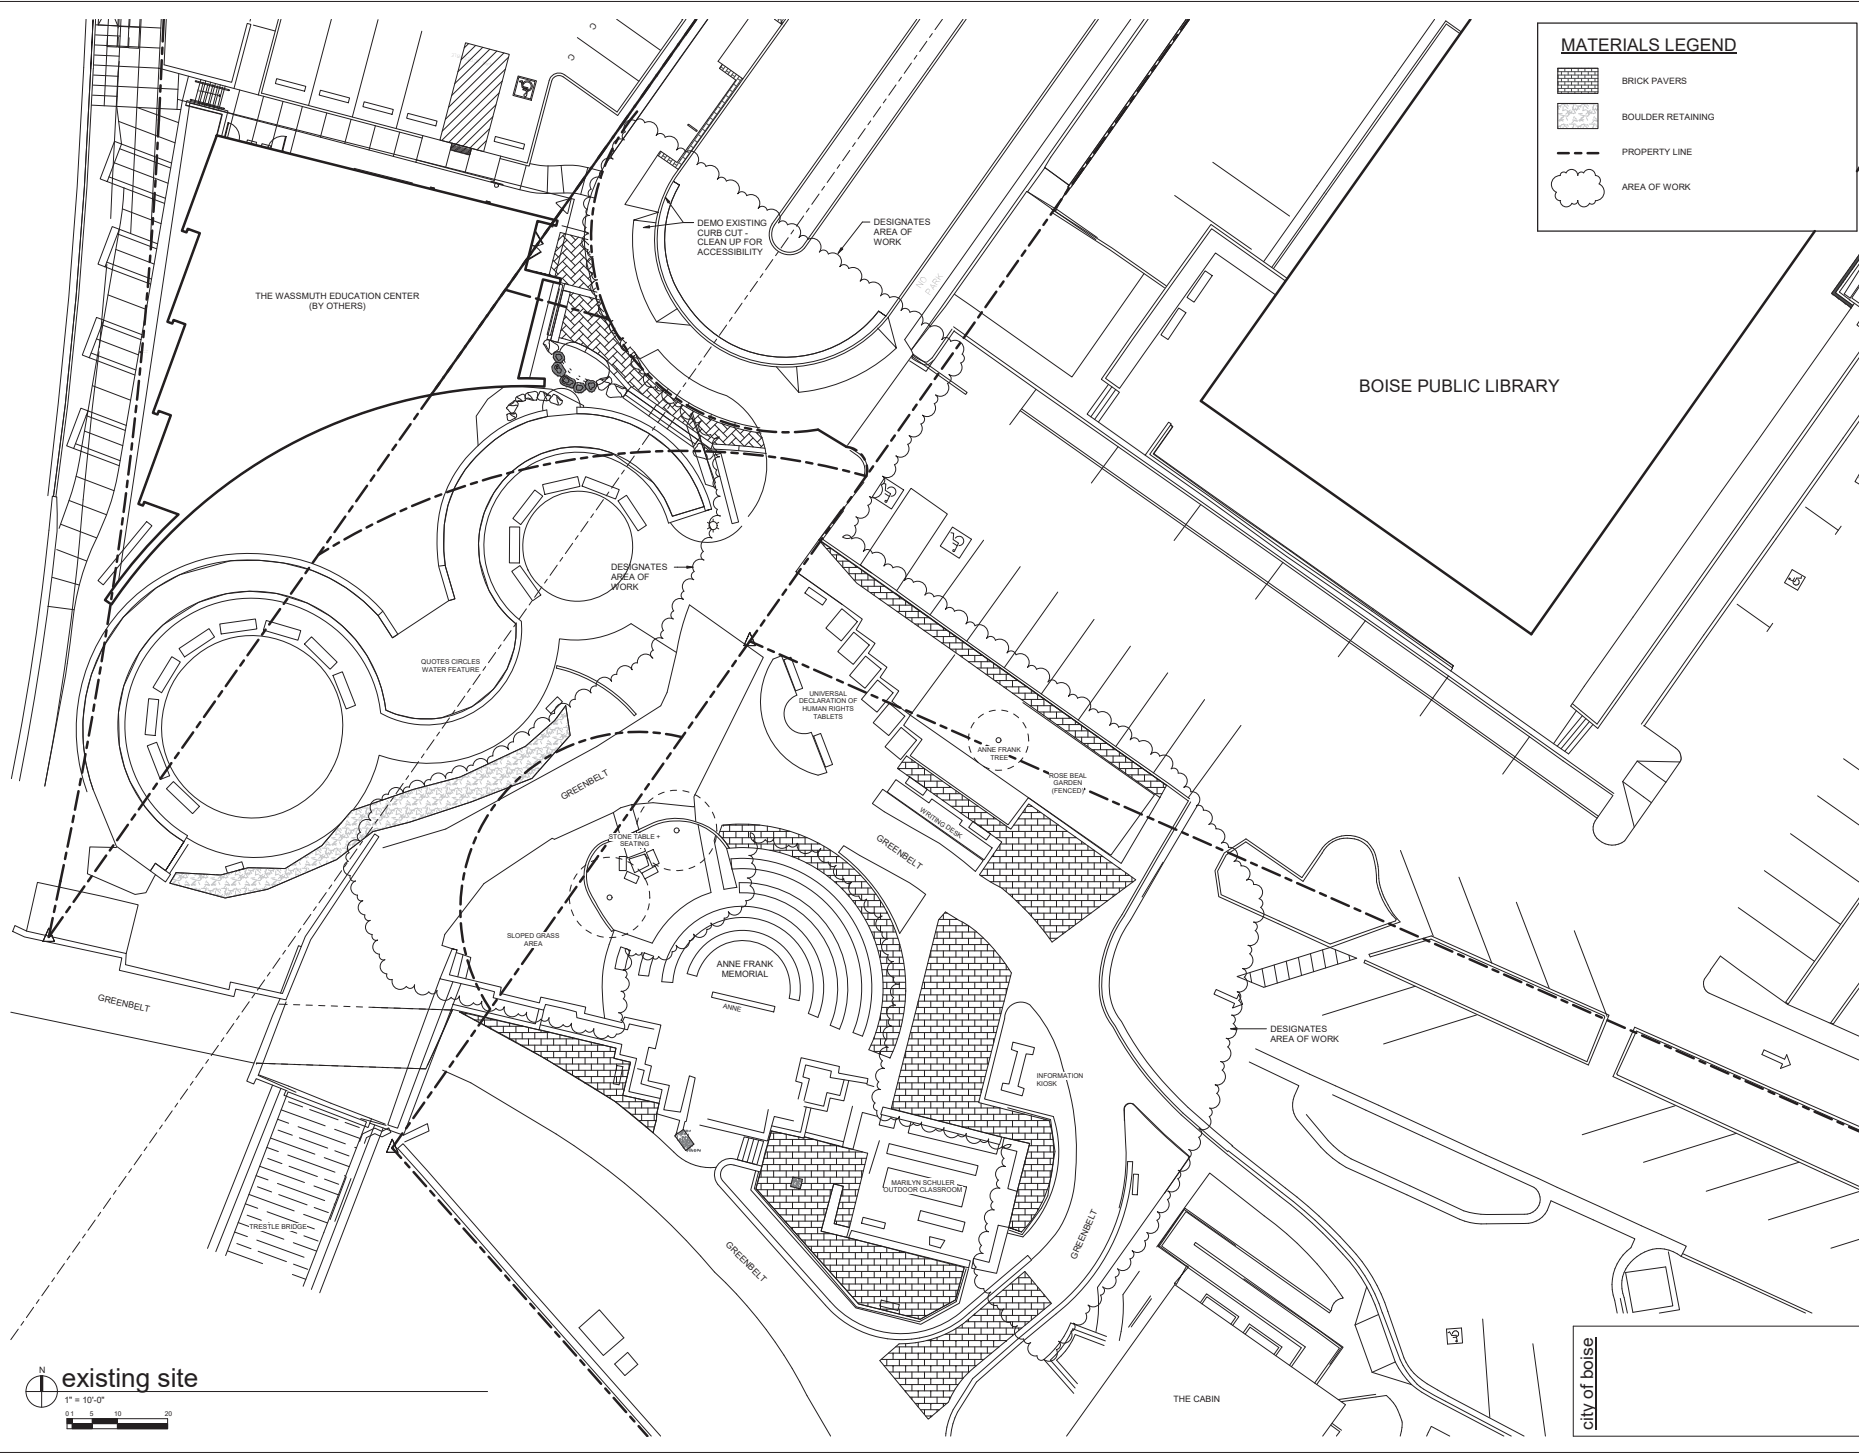 MATERIALS LEGEND
BRICK PAVERS
BOULDER RETAINING
PROPERTY LINE
AREA OF WORK
DEMO EXISTING
CURB CUT -
CLEAN UP FOR
ACCESSIBILITY
DESIGNATES
AREA OF
WORK
NO
PARK
THE WASSMUTH EDUCATION CENTER
(BY OTHERS)
BOISE PUBLIC LIBRARY
DESIGNATES
AREA OF
WORK
QUOTES CIRCLES
WATER FEATURE
UNIVERSAL
DECLARATION OF
HUMAN RIGHTS
TABLETS
ANNE FRANK
TREE
ROSE BEAL
GARDEN
(FENCED)
GREENBELT
WRITING DESK
STONE TABLE +
SEATING
GREENBELT
SLOPED GRASS
AREA
ANNE FRANK
MEMORIAL
ANNE
GREENBELT
DESIGNATES
AREA OF WORK
INFORMATION
KIOSK
MARILYN SCHULER
OUTDOOR CLASSROOM
TRESTLE BRIDGE
GREENBELT
GREENBELT
THE CABIN
N
existing site
1" = 10'-0"
0 1 5 10 20
city of boise